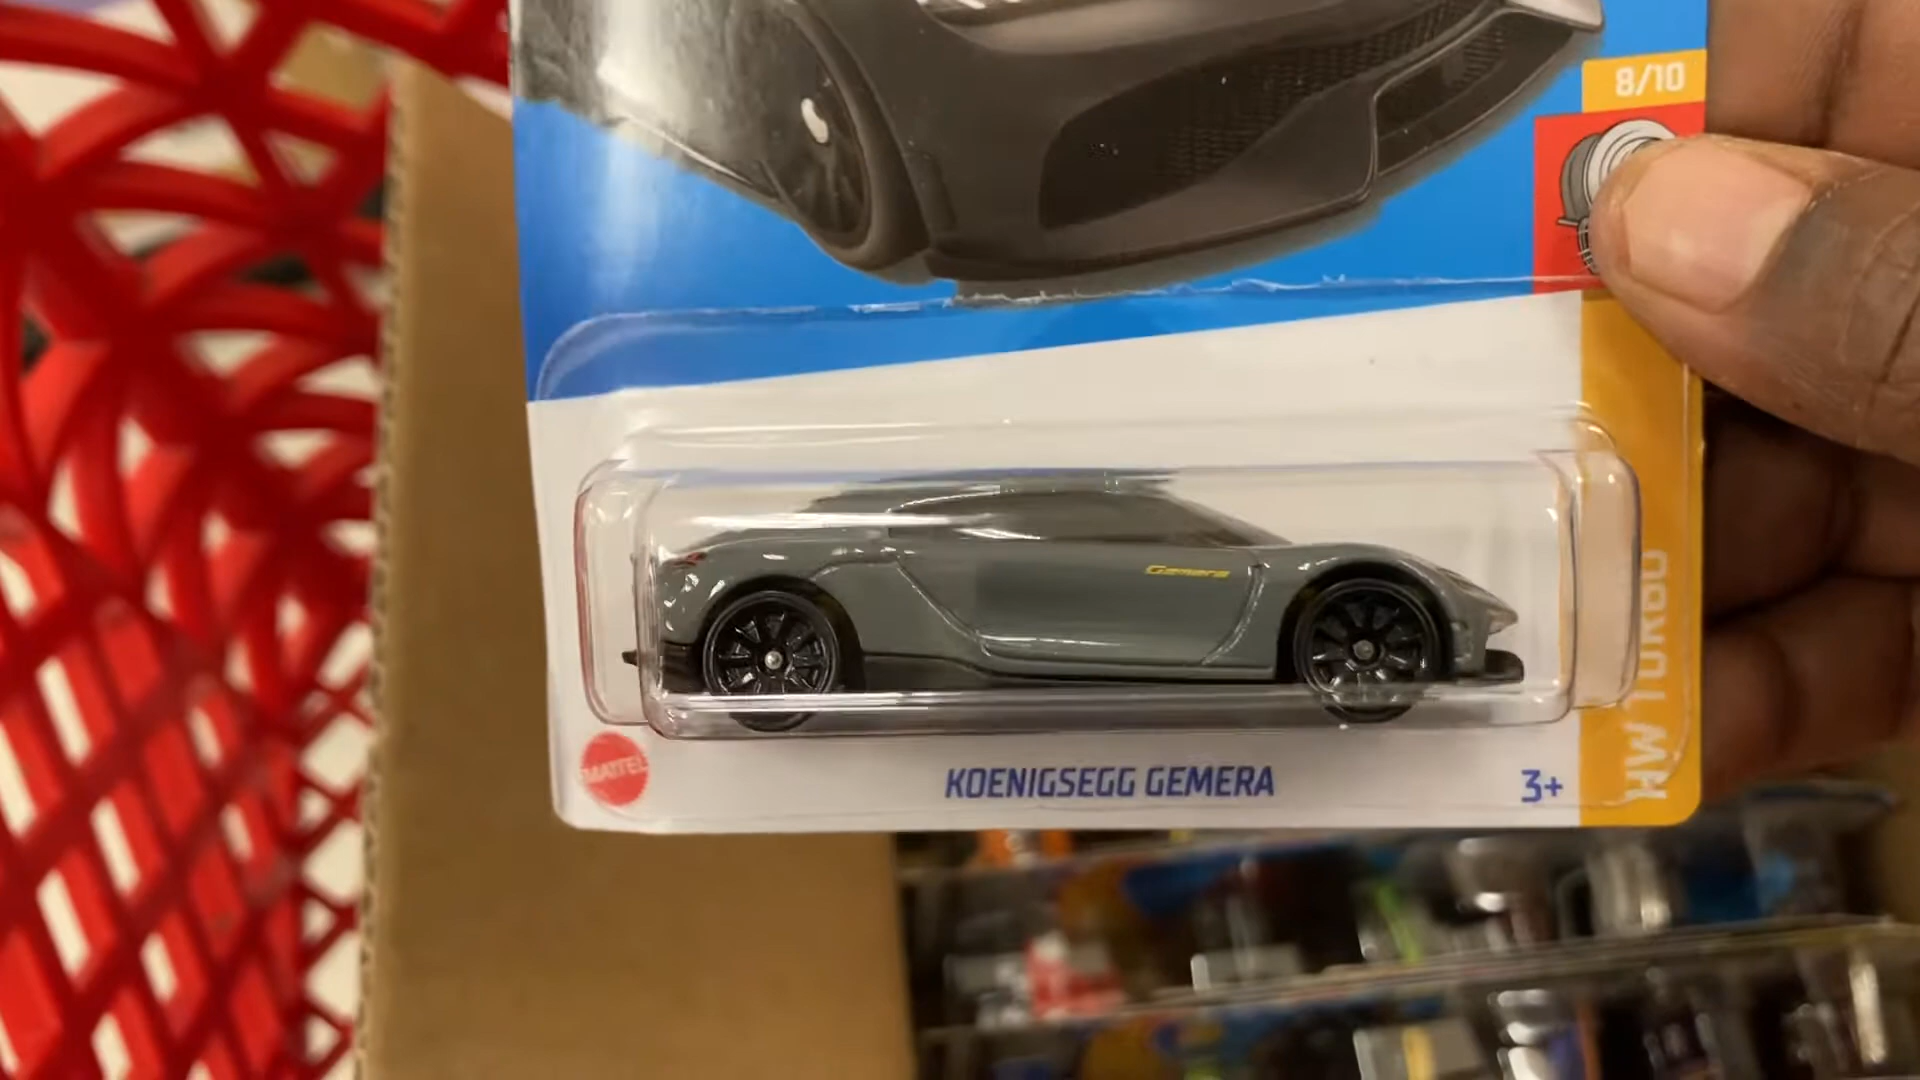 8/10
Gemera
HW TURBO
MATTEL
KOENIGSEGG GEMERA
3+